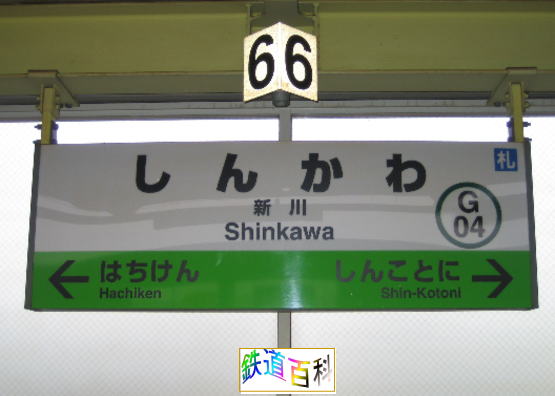 66
しんかわ
札
新川
G
04
Shinkawa
はちけん
しんことに
Hachiken
Shin-Kotoni
鉄道百科